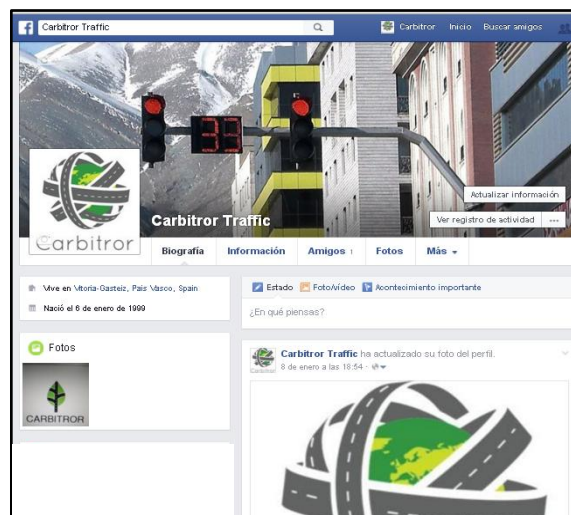 Carbitror Traffic
Carbitror Inicio Buscar amigos
33
Carbitror
Carbitror Traffic
Actualizar información
Ver registro de actividad ...
Biografía Información Amigos 1 Fotos Más
Vive en Vitoria-Gasteiz, País Vasco, Spain
Nació el 6 de enero de 1999
Fotos
CARBITROR
Estado Foto/vídeo Acontecimiento importante
¿En qué piensas?
Carbitror Traffic ha actualizado su foto del perfil.
8 de enero a las 18:54 ·